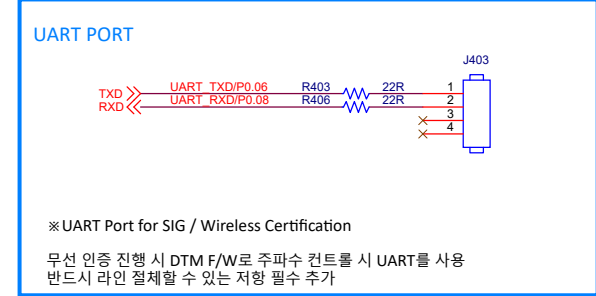 UART PORT
J403
TXD UART_TXD/P0.06 R403 22R 1
RXD UART_RXD/P0.08 R406 22R 2
3
4
※UART Port for SIG / Wireless Certification
무선 인증 진행 시 DTM F/W로 주파수 컨트롤 시 UART를 사용
반드시 라인 절체할 수 있는 저항 필수 추가